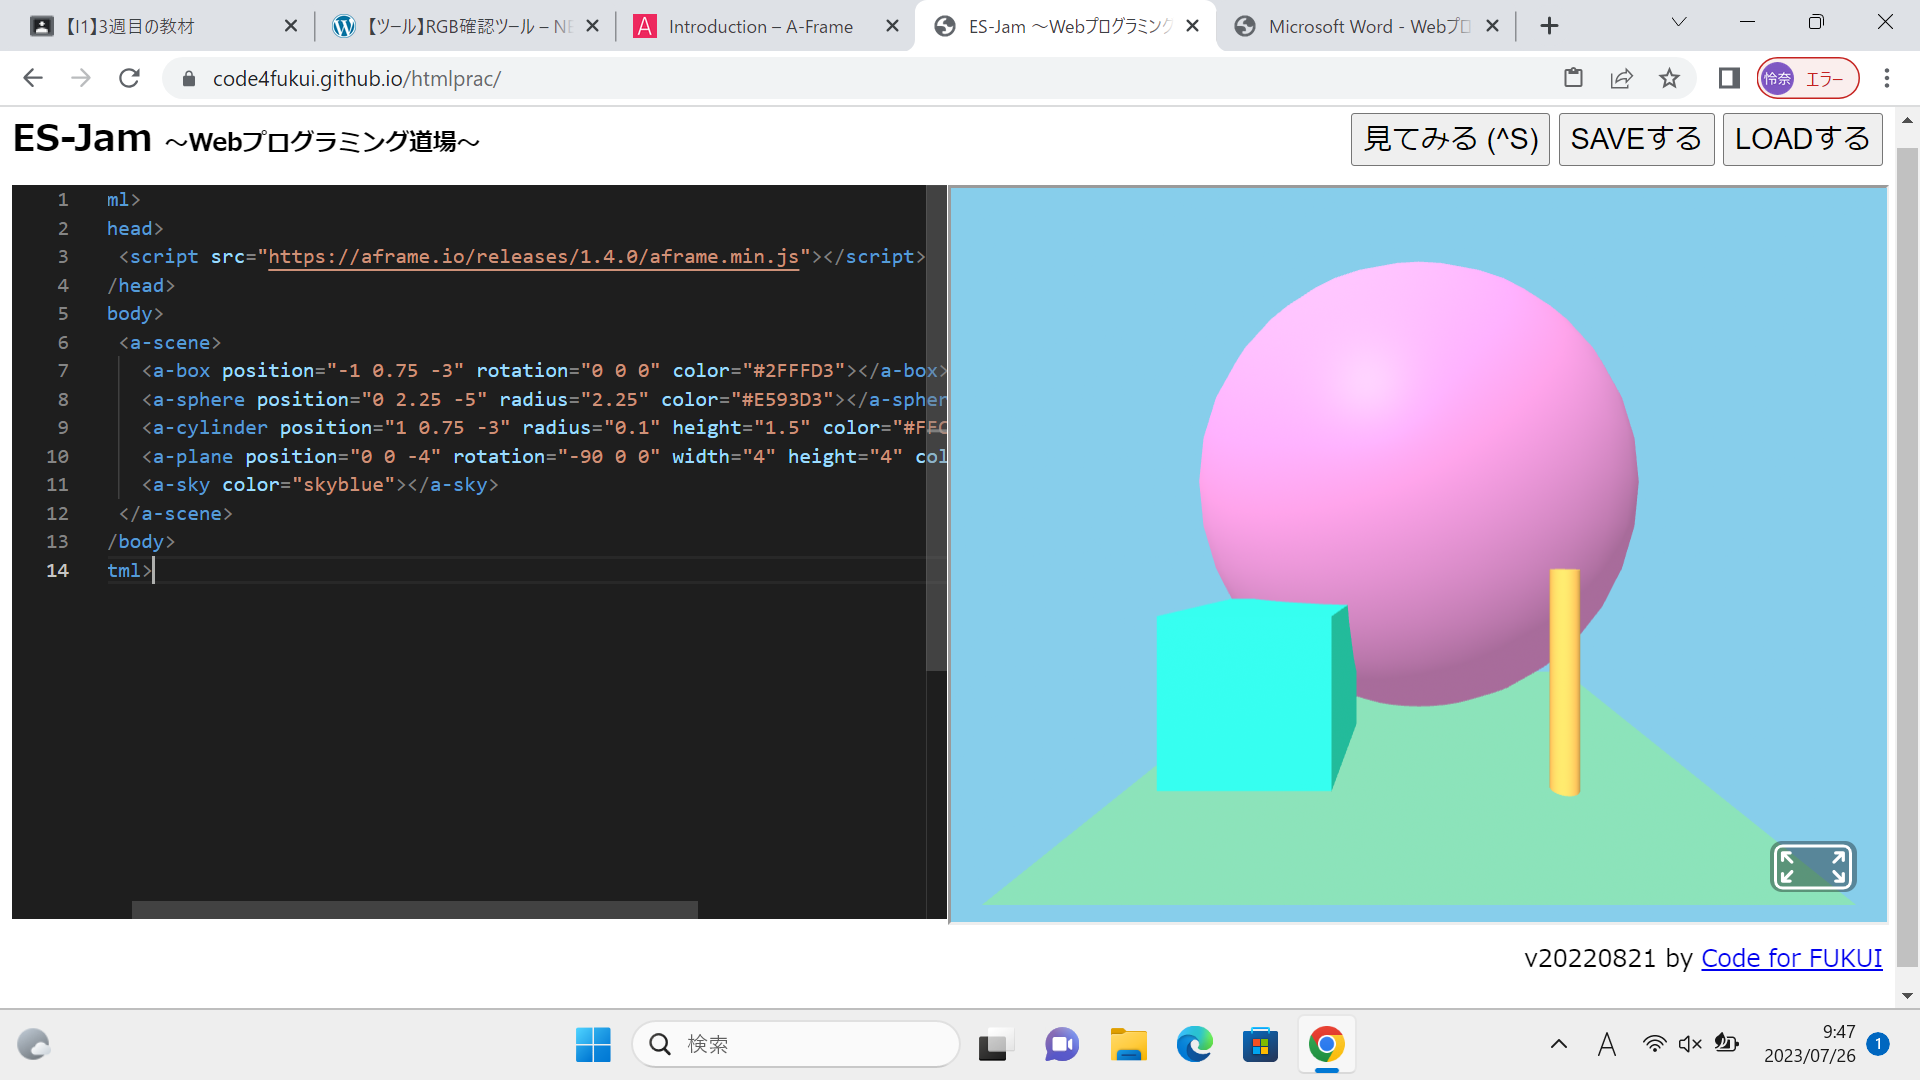 【I1】3週目の教材
【ツール】RGB確認ツール – NE
Introduction – A-Frame
ES-Jam ～Webプログラミング
Microsoft Word - Webプロ
code4fukui.github.io/htmlprac/
怜奈 エラー
ES-Jam ～Webプログラミング道場～
見てみる (^S) SAVEする LOADする
1 ml>
2 head>
3 <script src="https://aframe.io/releases/1.4.0/aframe.min.js"></script>
4 /head>
5 body>
6 <a-scene>
7 <a-box position="-1 0.75 -3" rotation="0 0 0" color="#2FFFD3"></a-box>
8 <a-sphere position="0 2.25 -5" radius="2.25" color="#E593D3"></a-spher
9 <a-cylinder position="1 0.75 -3" radius="0.1" height="1.5" color="#FFC
10 <a-plane position="0 0 -4" rotation="-90 0 0" width="4" height="4" col
11 <a-sky color="skyblue"></a-sky>
12 </a-scene>
13 /body>
14 tml>
v20220821 by Code for FUKUI
検索
A
9:47
2023/07/26
1